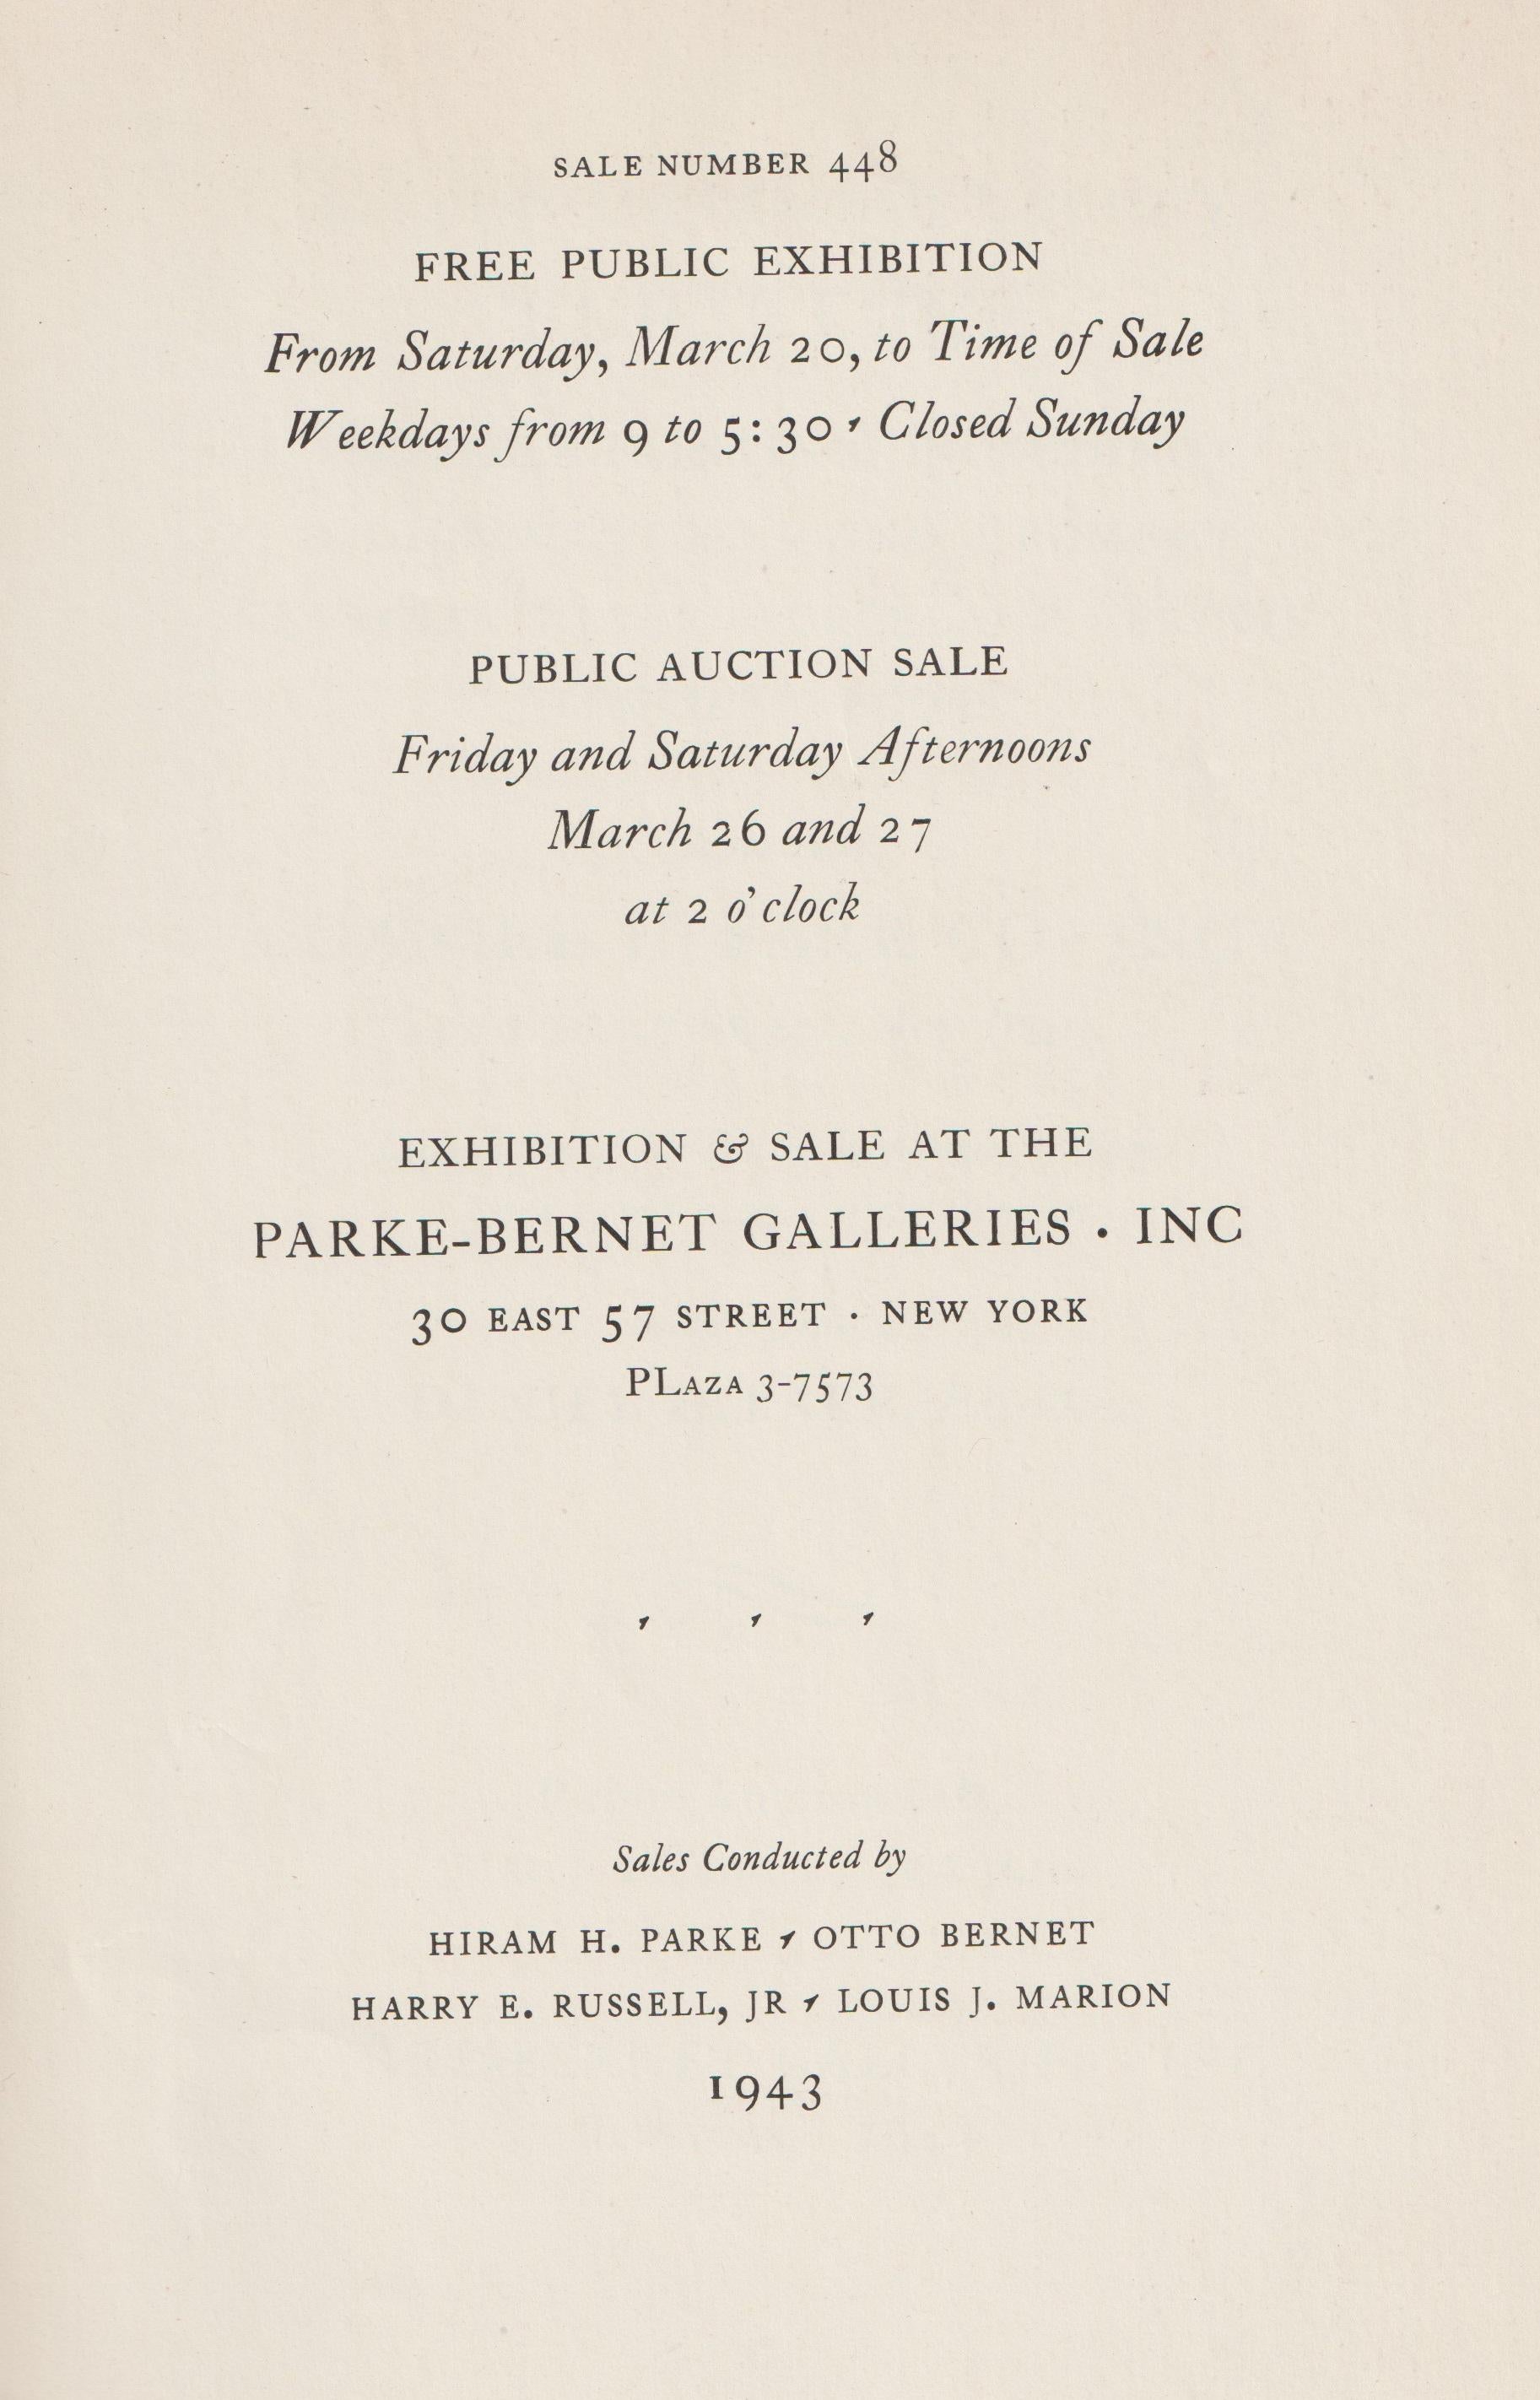 SALE NUMBER 448
FREE PUBLIC EXHIBITION
From Saturday, March 20, to Time of Sale
Weekdays from 9 to 5:30 · Closed Sunday
PUBLIC AUCTION SALE
Friday and Saturday Afternoons
March 26 and 27
at 2 o'clock
EXHIBITION & SALE AT THE
PARKE-BERNET GALLERIES · INC
30 EAST 57 STREET · NEW YORK
PLAZA 3-7573
Sales Conducted by
HIRAM H. PARKE · OTTO BERNET
HARRY E. RUSSELL, JR · LOUIS J. MARION
1943